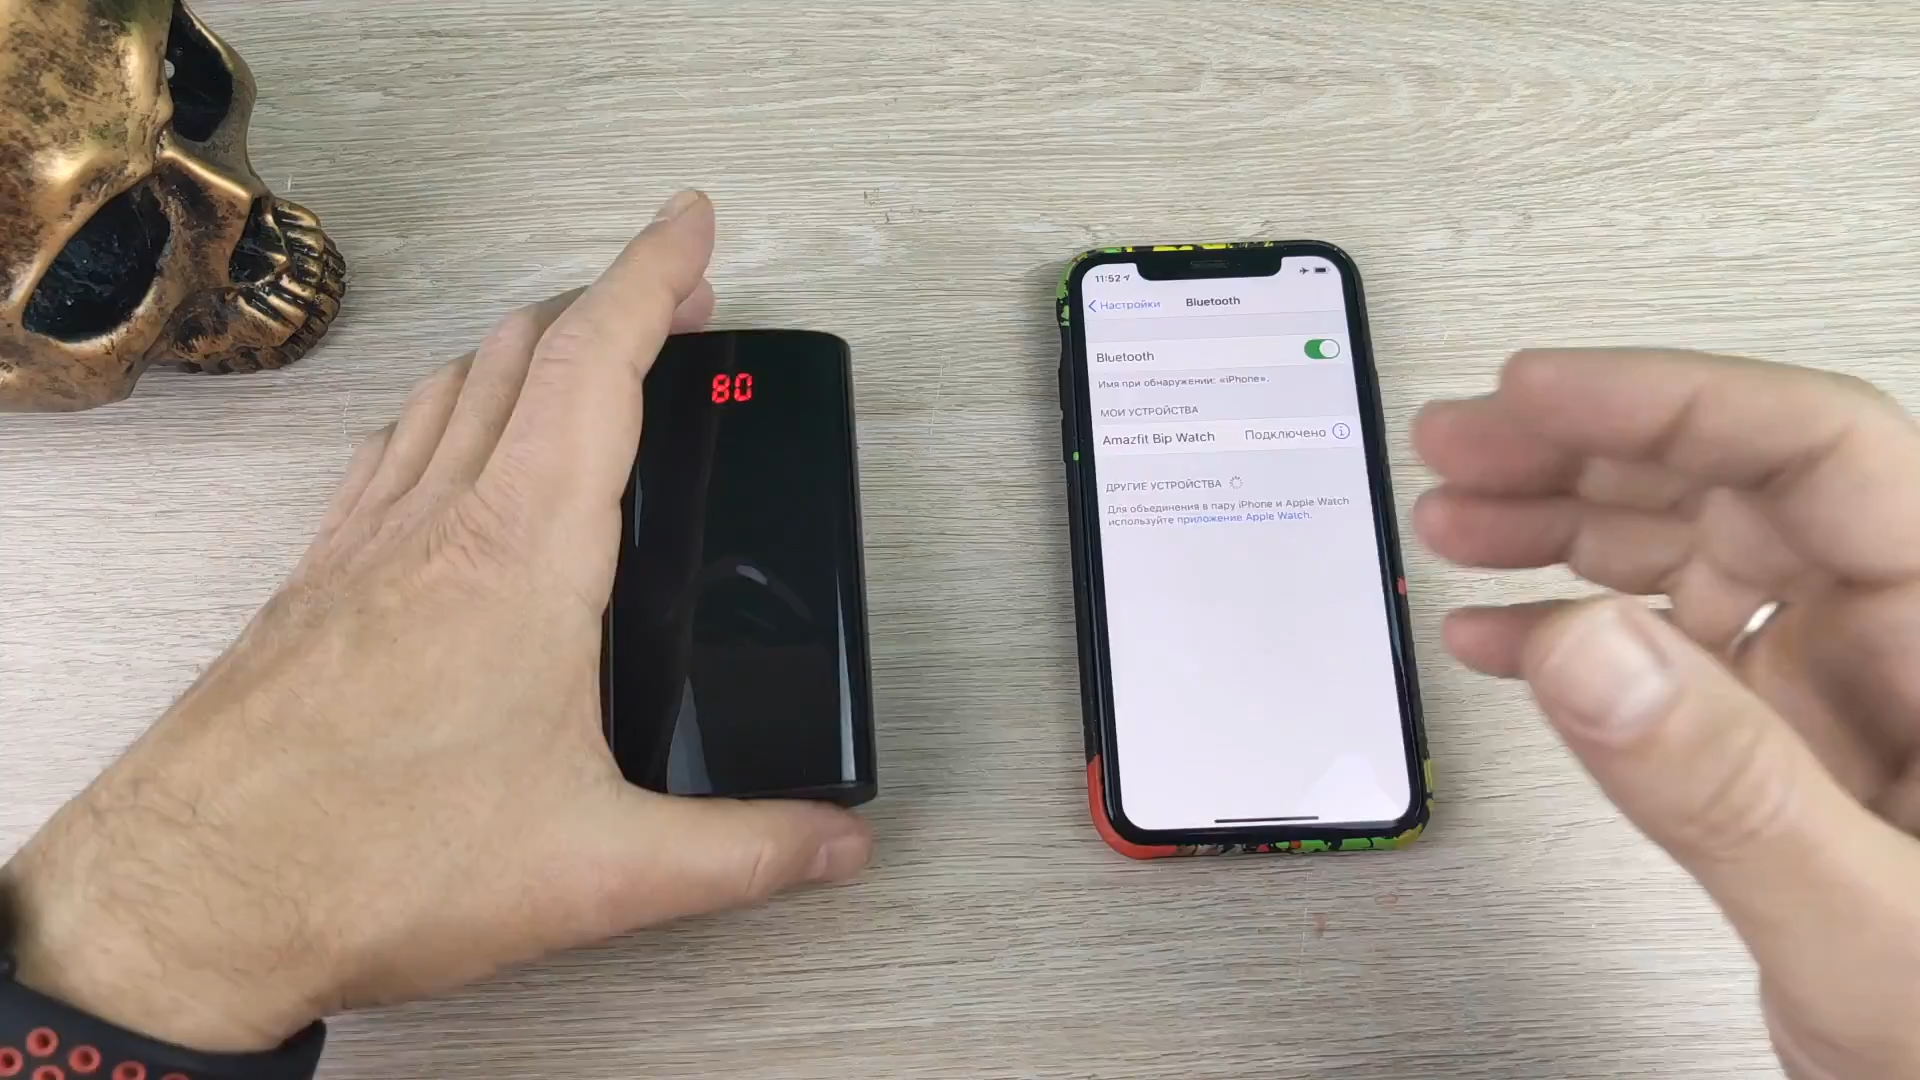 80
11:52
Настройки Bluetooth
Bluetooth
Имя при обнаружении: «iPhone».
МОИ УСТРОЙСТВА
Amazfit Bip Watch Подключено
ДРУГИЕ УСТРОЙСТВА
Для объединения в пару iPhone и Apple Watch
используйте приложение Apple Watch.